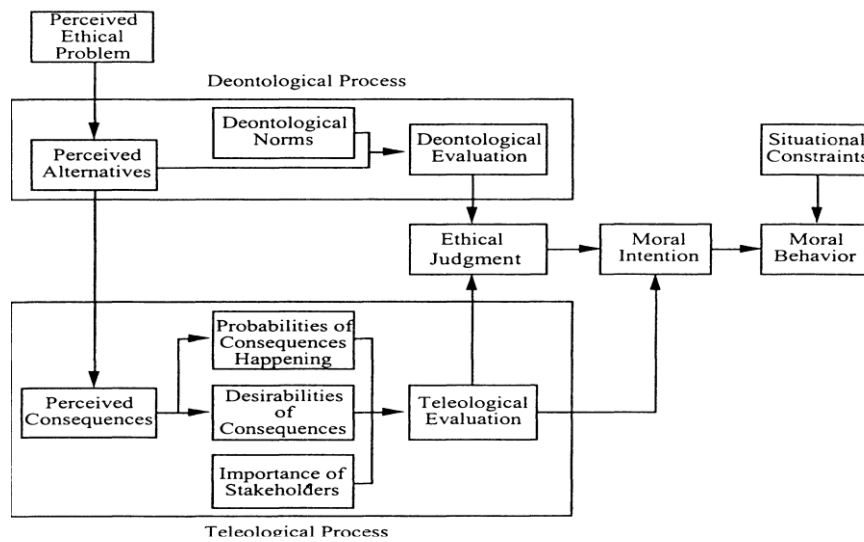 Perceived
Ethical
Problem
Deontological Process
Deontological
Norms
Perceived
Alternatives
Deontological
Evaluation
Situational
Constraints
Ethical
Judgment
Moral
Intention
Moral
Behavior
Probabilities of
Consequences
Happening
Perceived
Consequences
Desirabilities
of
Consequences
Teleological
Evaluation
Importance of
Stakeholders
Teleological Process